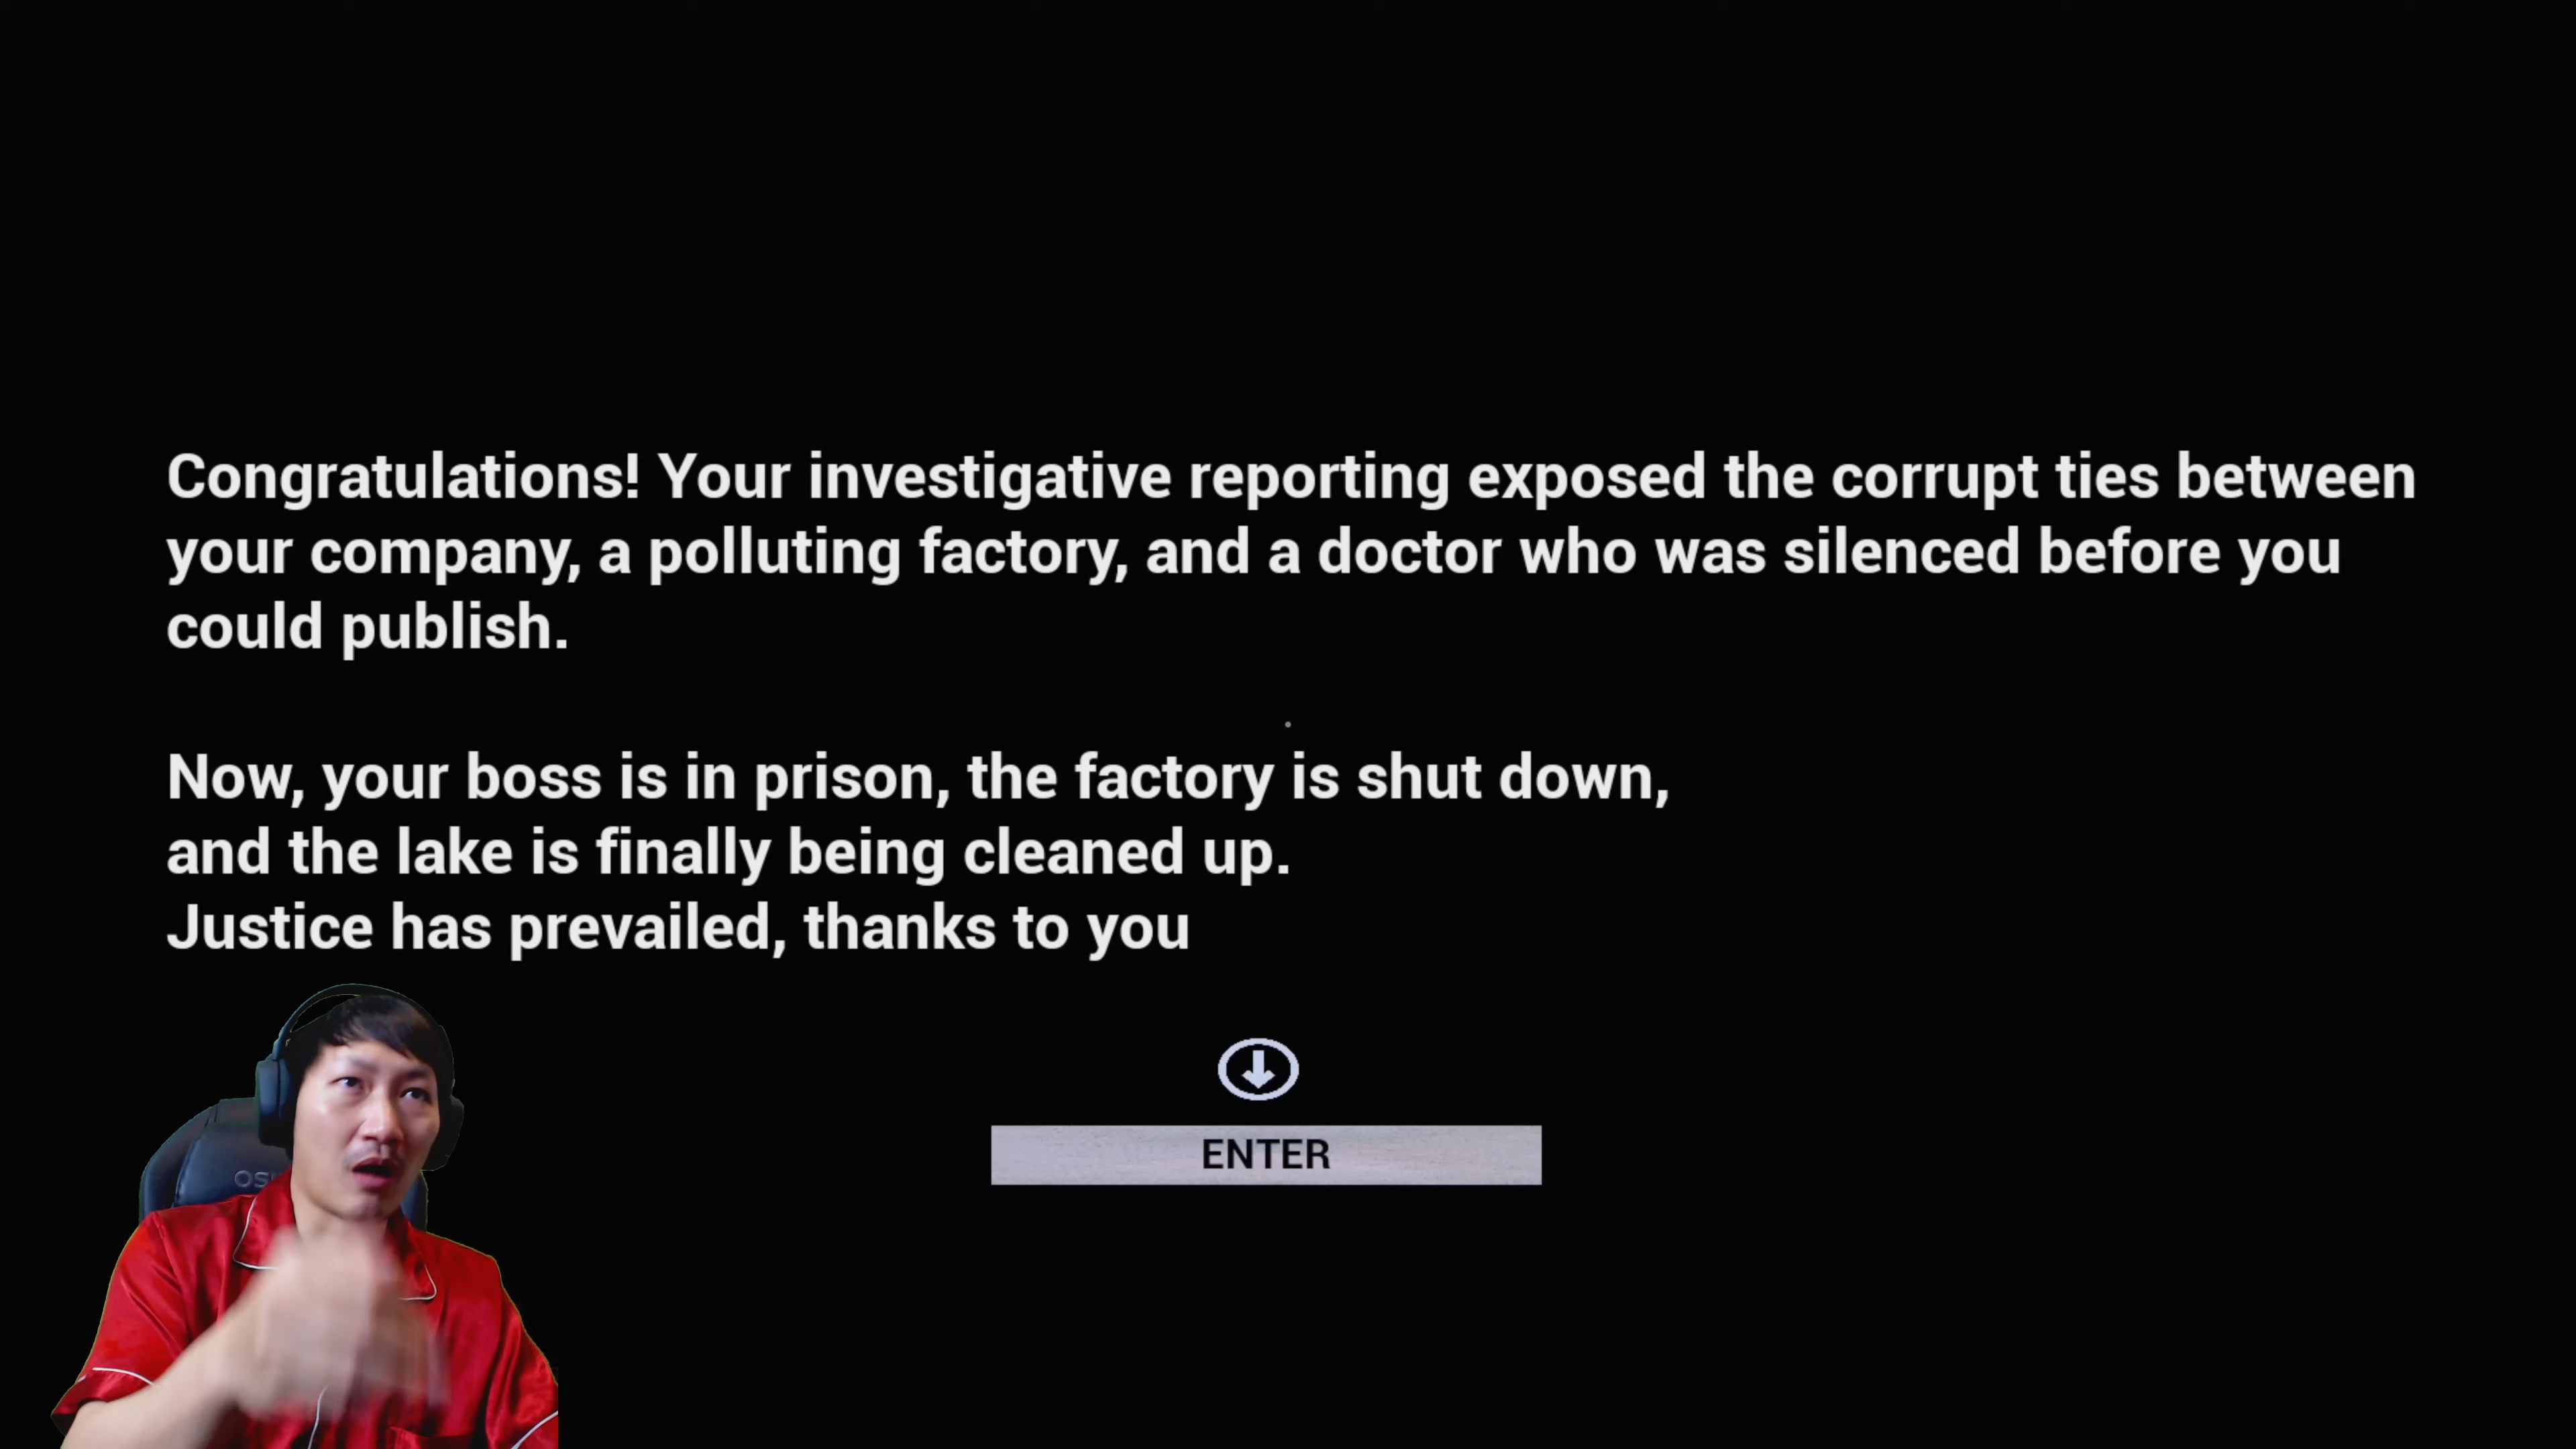 Congratulations! Your investigative reporting exposed the corrupt ties between
your company, a polluting factory, and a doctor who was silenced before you
could publish.
Now, your boss is in prison, the factory is shut down,
and the lake is finally being cleaned up.
Justice has prevailed, thanks to you
ENTER